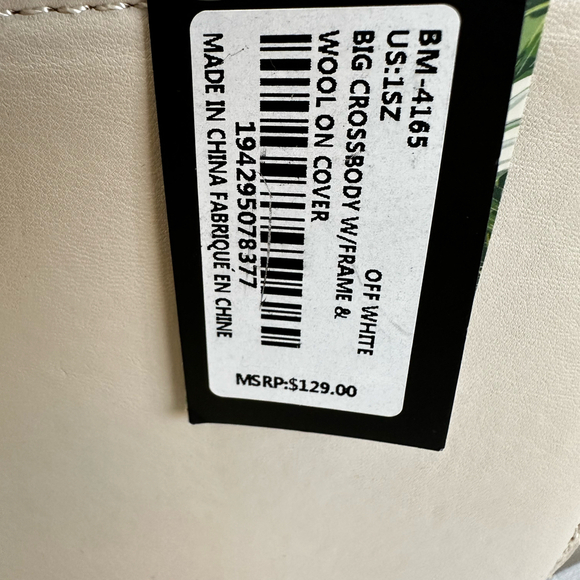 BM-4165
US:1SZ
OFF WHITE
BIG CROSSBODY W/FRAME &
WOOL ON COVER
194295078377
MADE IN CHINA FABRIQUÉ EN CHINE
MSRP:$129.00